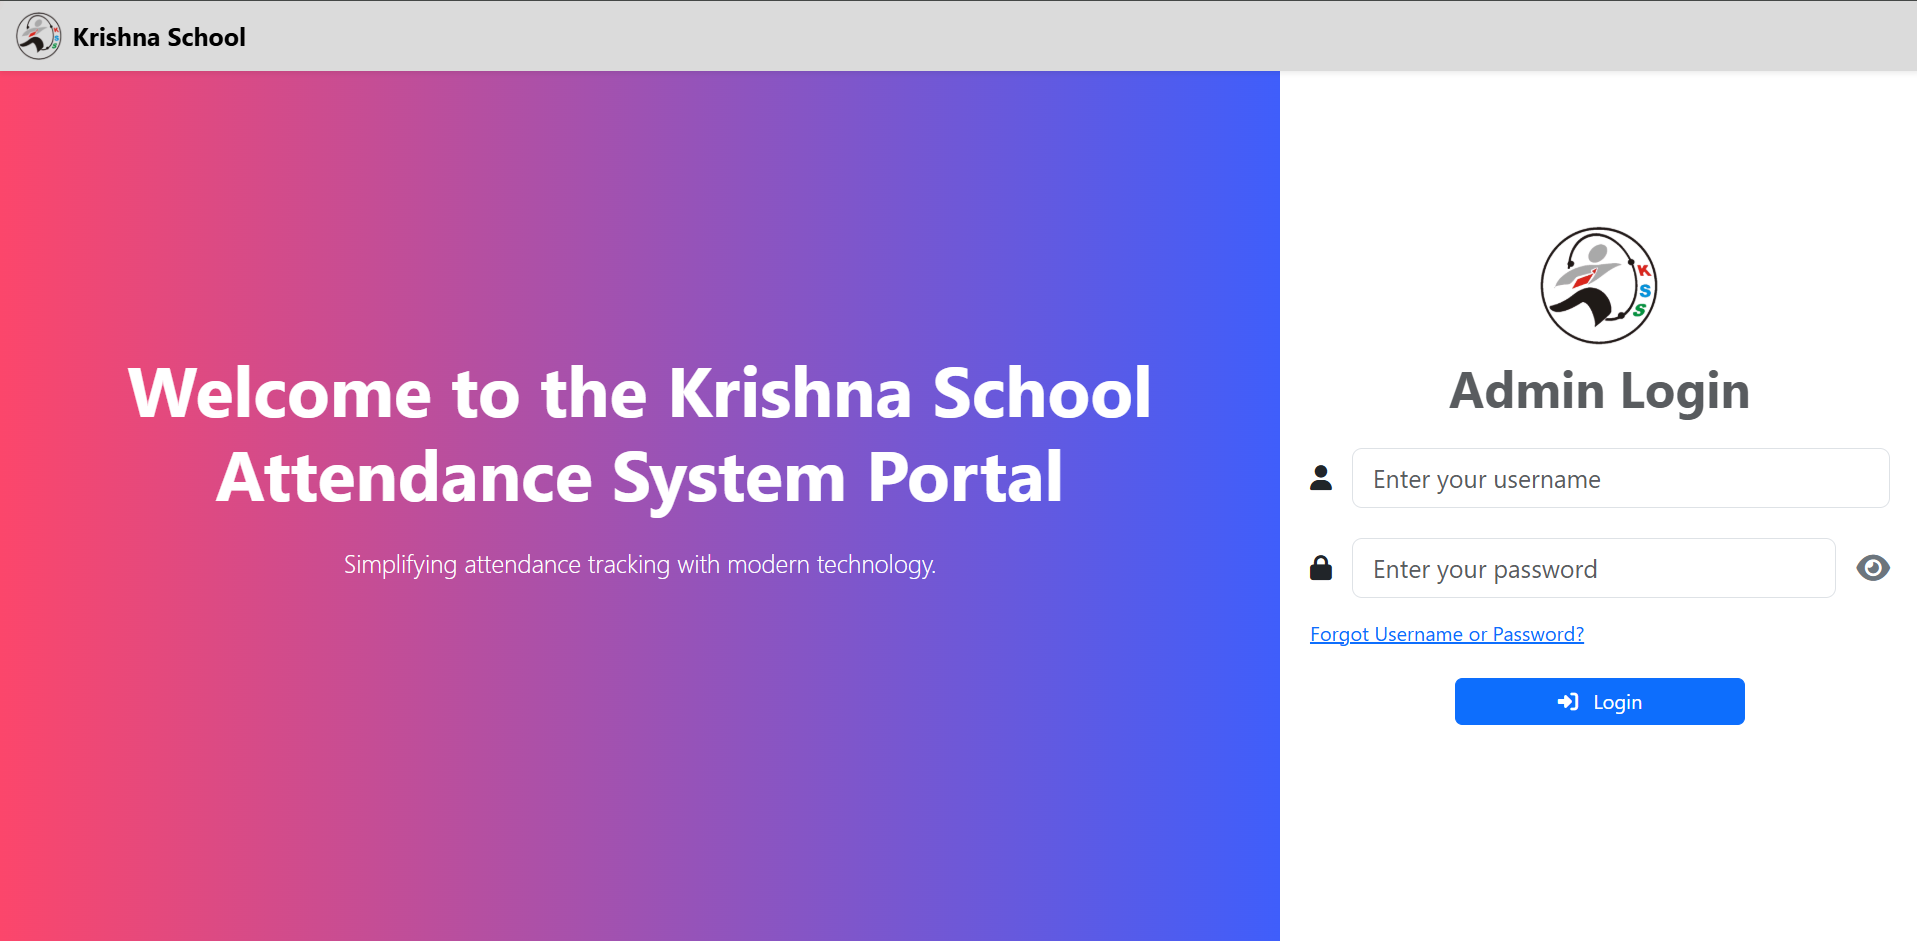 Krishna School
Welcome to the Krishna School
Attendance System Portal
Simplifying attendance tracking with modern technology.
K
S
S
Admin Login
Enter your username
Enter your password
Forgot Username or Password?
Login